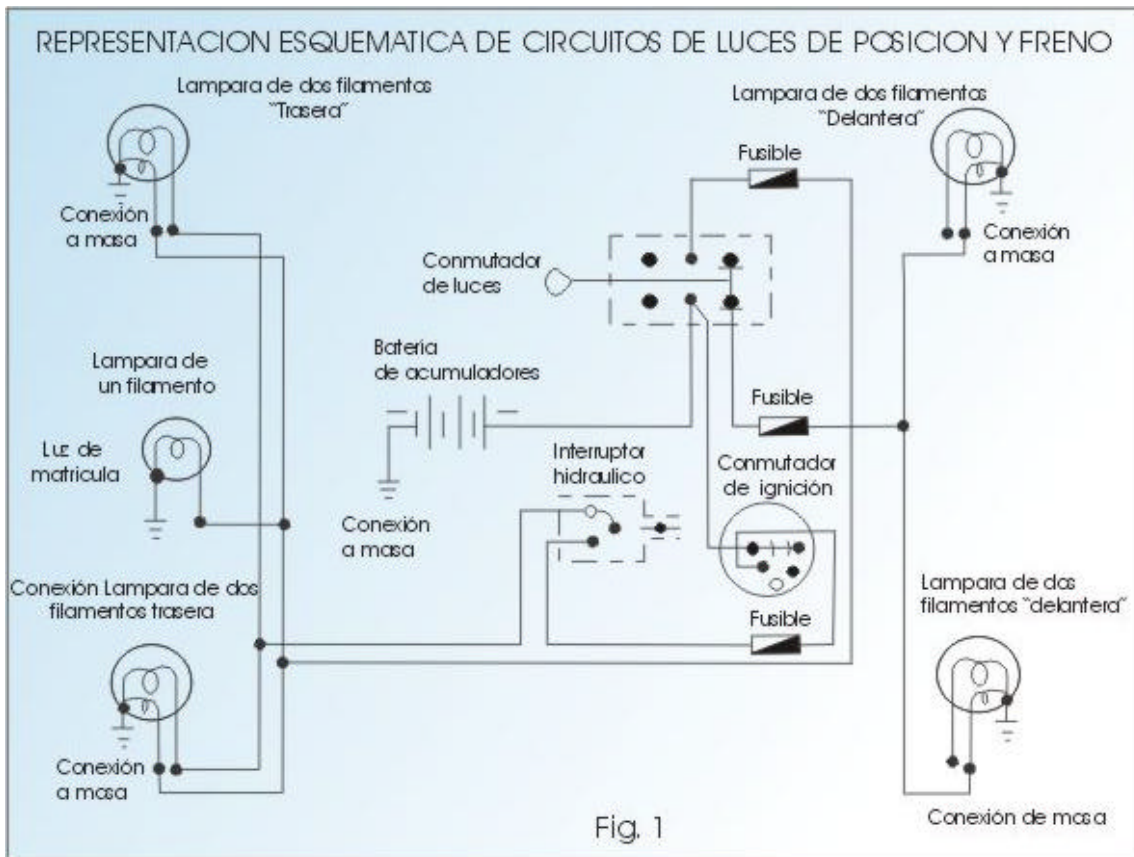 REPRESENTACION ESQUEMATICA DE CIRCUITOS DE LUCES DE POSICION Y FRENO
Lampara de dos filamentos
"Trasera"
Lampara de dos filamentos
"Delantera"
Fusible
Conexión
a masa
Conexión
a masa
Conmutador
de luces
Bateria
de acumuladores
Lampara de
un filamento
Fusible
Luz de
matricula
Interruptor
hidraulico
Conmutador
de ignición
Conexión
a masa
Conexión Lampara de dos
filamentos trasera
Lampara de dos
filamentos "delantera"
Fusible
Conexión
a masa
Conexión de masa
Fig. 1